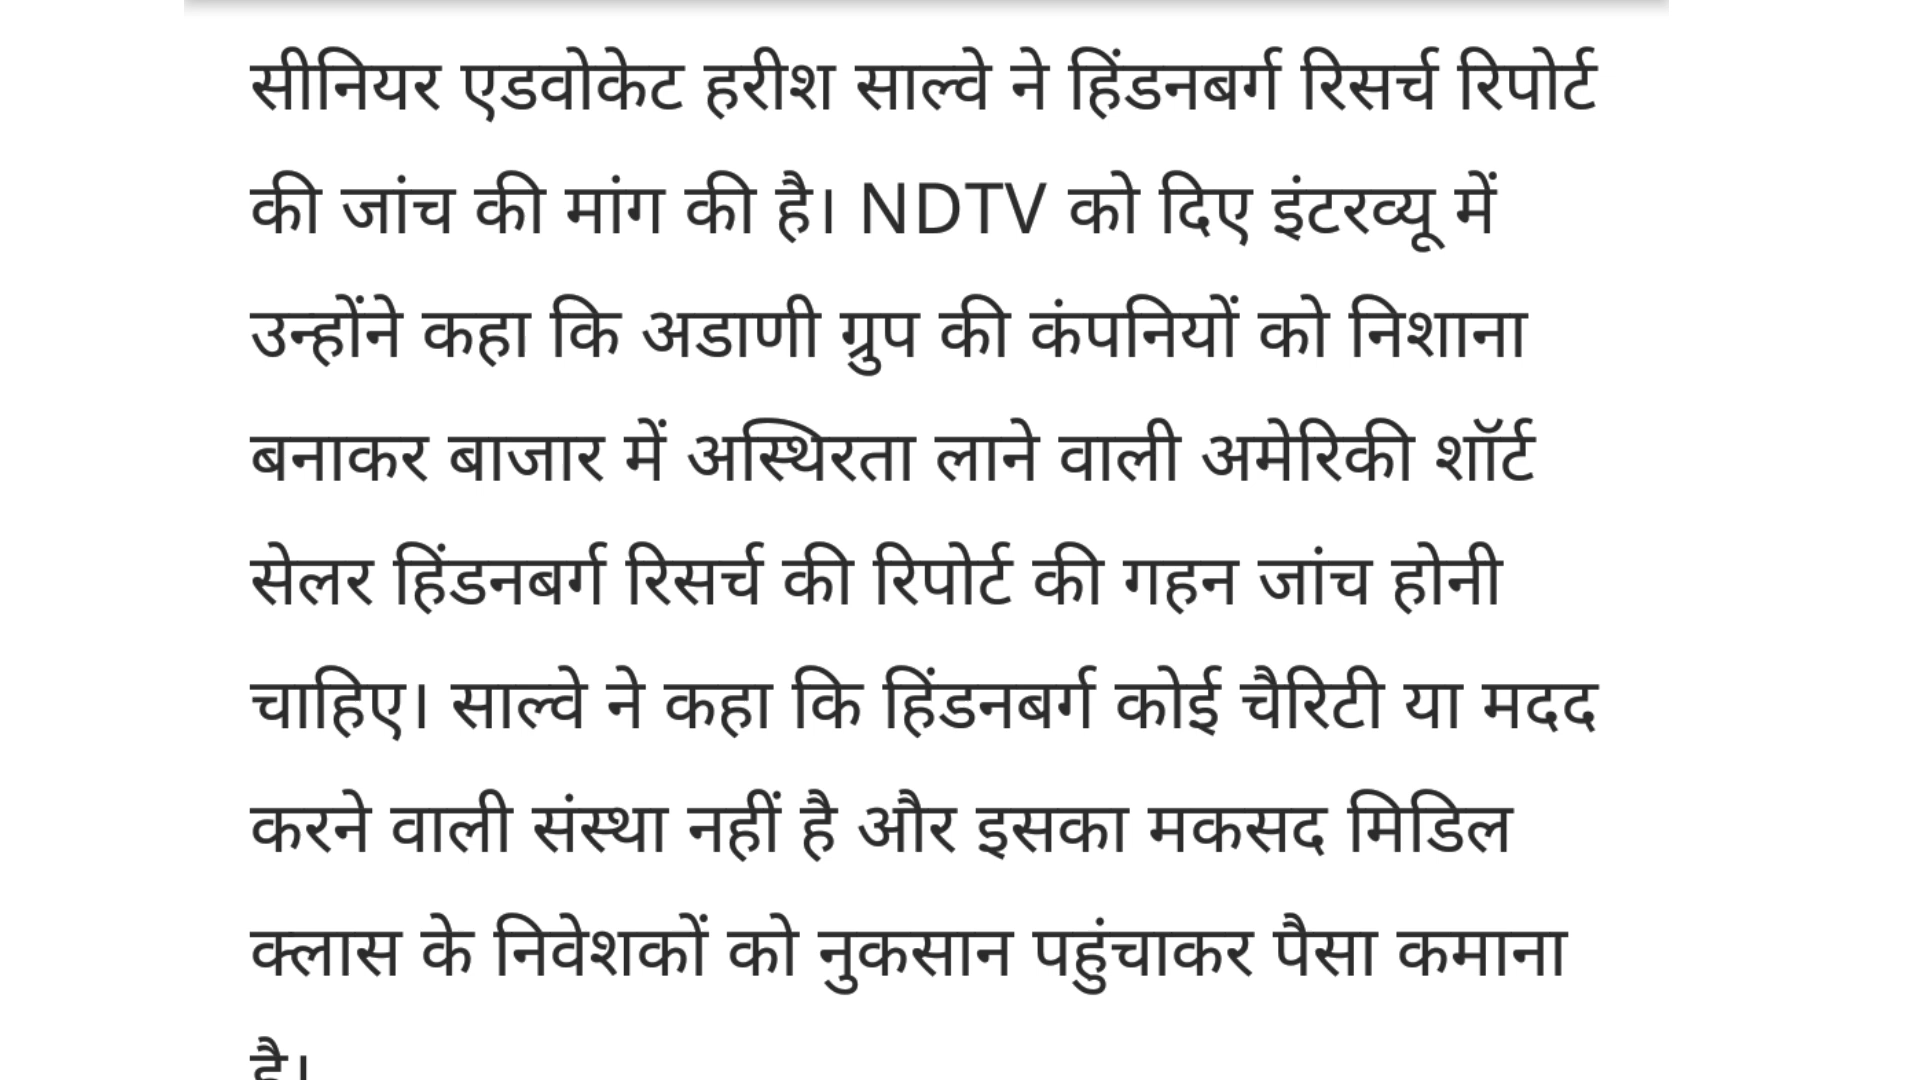 सीनियर एडवोकेट हरीश साल्वे ने हिंडनबर्ग रिसर्च रिपोर्ट
की जांच की मांग की है। NDTV को दिए इंटरव्यू में
उन्होंने कहा कि अडाणी ग्रुप की कंपनियों को निशाना
बनाकर बाजार में अस्थिरता लाने वाली अमेरिकी शॉर्ट
सेलर हिंडनबर्ग रिसर्च की रिपोर्ट की गहन जांच होनी
चाहिए। साल्वे ने कहा कि हिंडनबर्ग कोई चैरिटी या मदद
करने वाली संस्था नहीं है और इसका मकसद मिडिल
क्लास के निवेशकों को नुकसान पहुंचाकर पैसा कमाना
है।